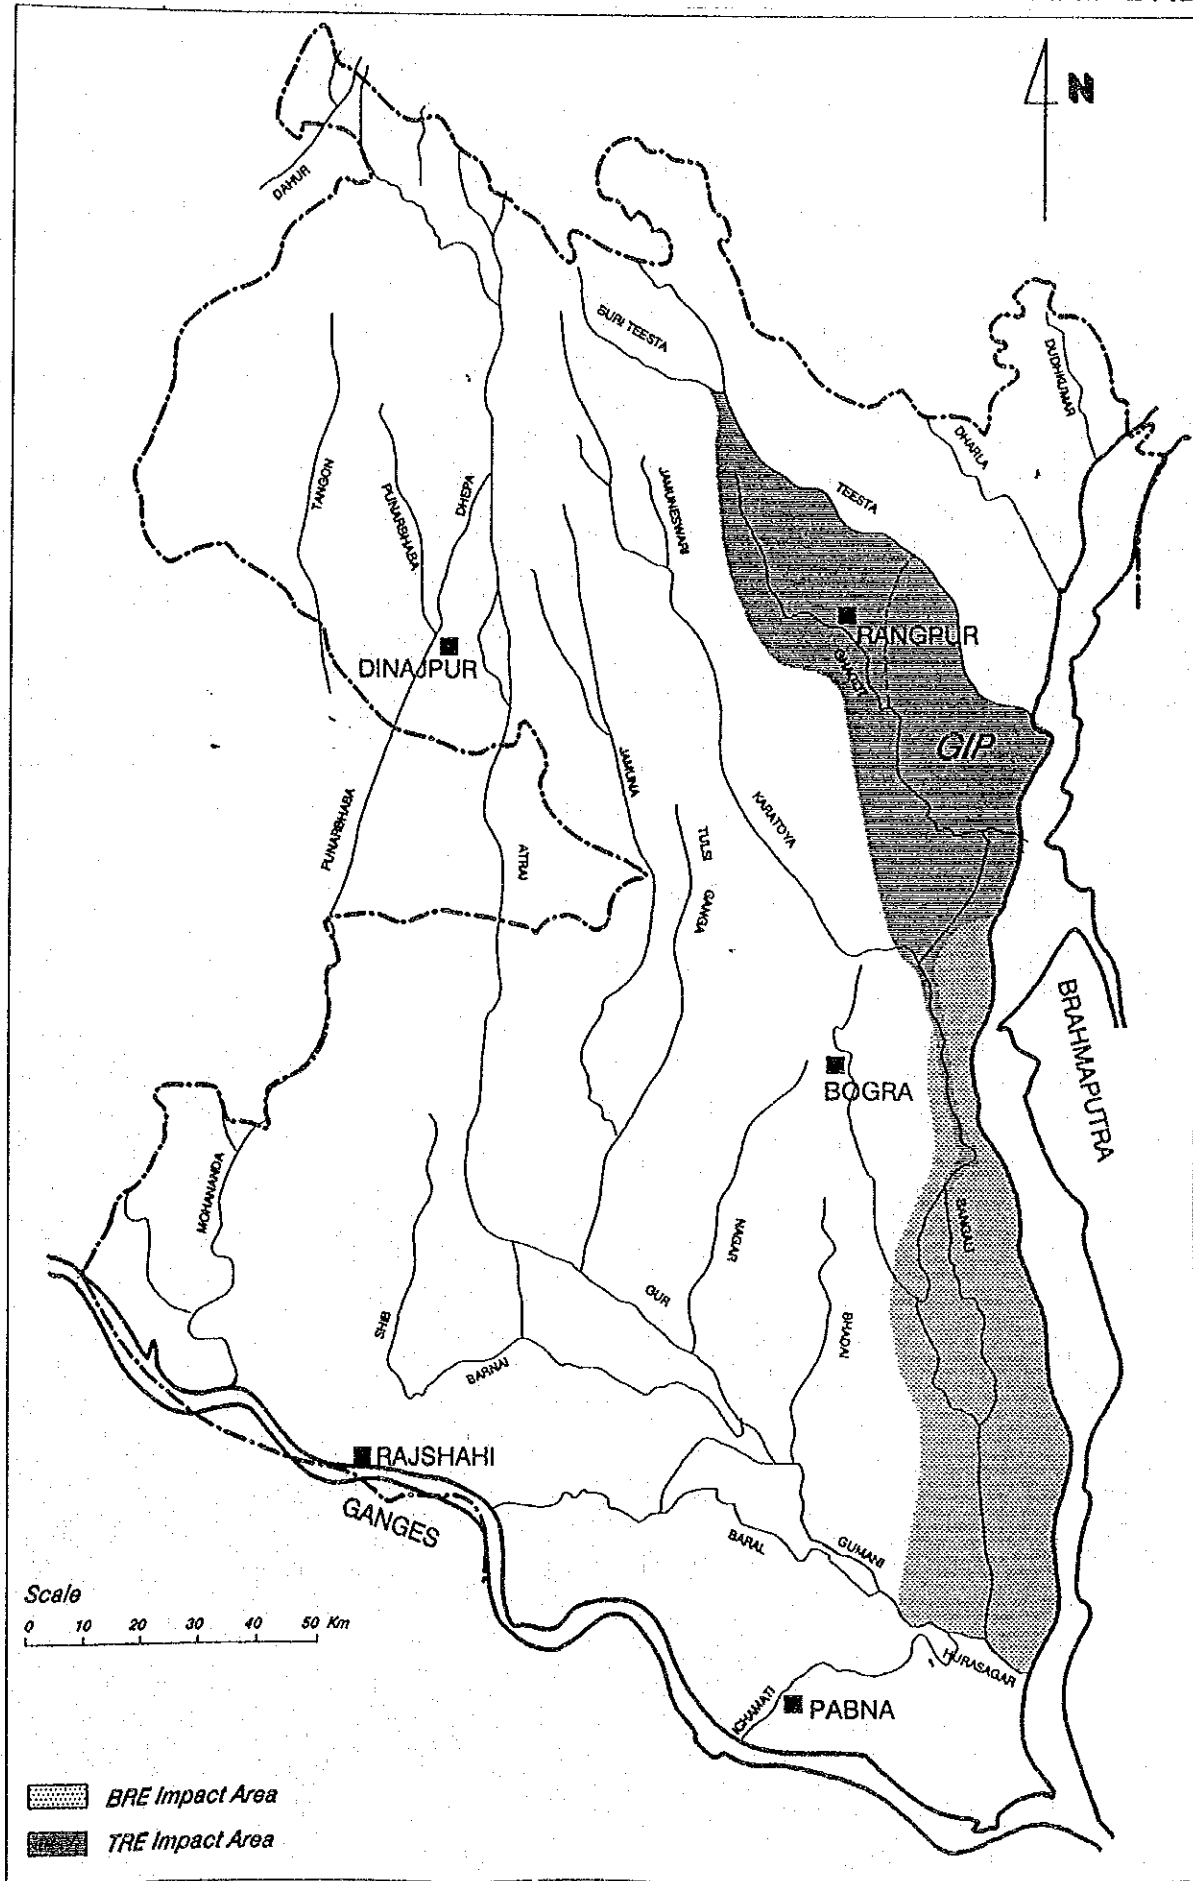 N
DAHUR
BURI TEESTA
DUDHKUMAR
DHARLA
TANGON
PUNARBHABA
DHEPA
JAMUNESWARI
TEESTA
RANGPUR
GHAGET
DINAJPUR
GIP
JAMUNA
KARATOYA
PUNARBHABA
ATRAI
TULSI GANGA
BRAHMAPUTRA
BOGRA
MOHANANDA
BANGALI
NAGAR
GUR
SHIB
BHADAI
BARNAI
RAJSHAHI
GANGES
BARAL
GUMANI
Scale
0 10 20 30 40 50 Km
HURASAGAR
ICHAMATI
PABNA
BRE Impact Area
TRE Impact Area